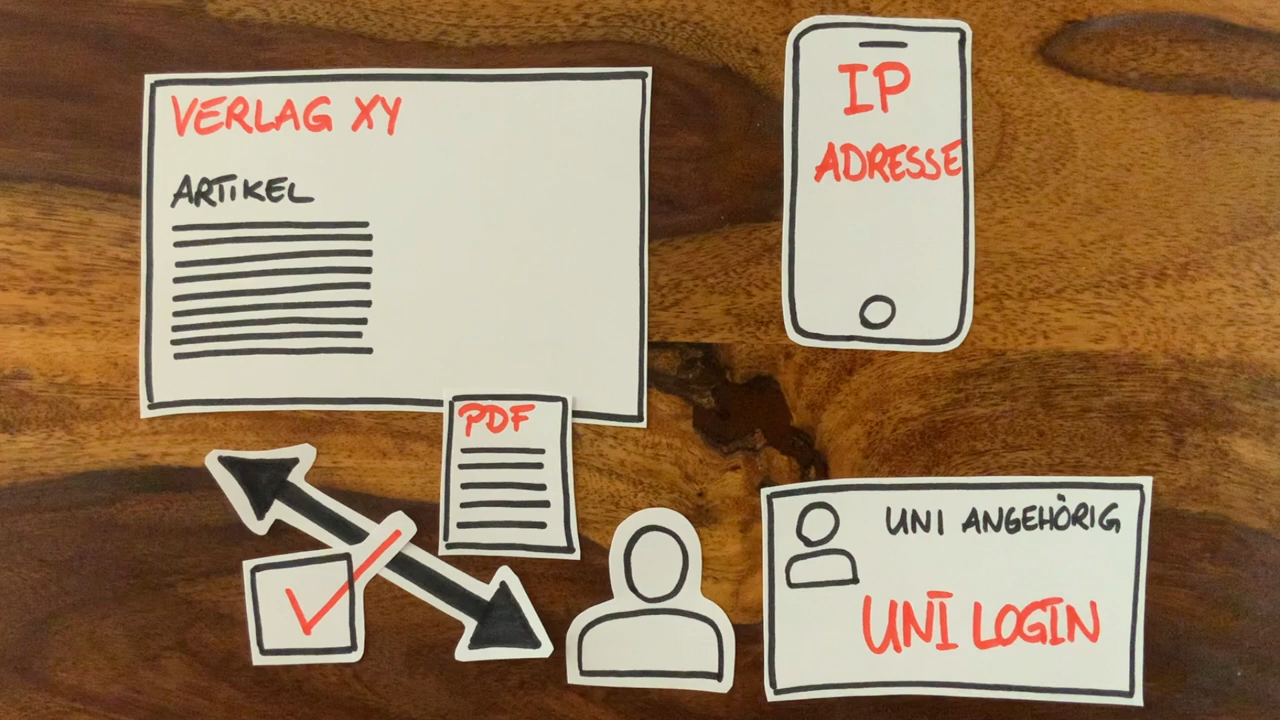 VERLAG XY
ARTIKEL
PDF
IP
ADRESSE
UNI ANGEHÖRIG
UNI LOGIN